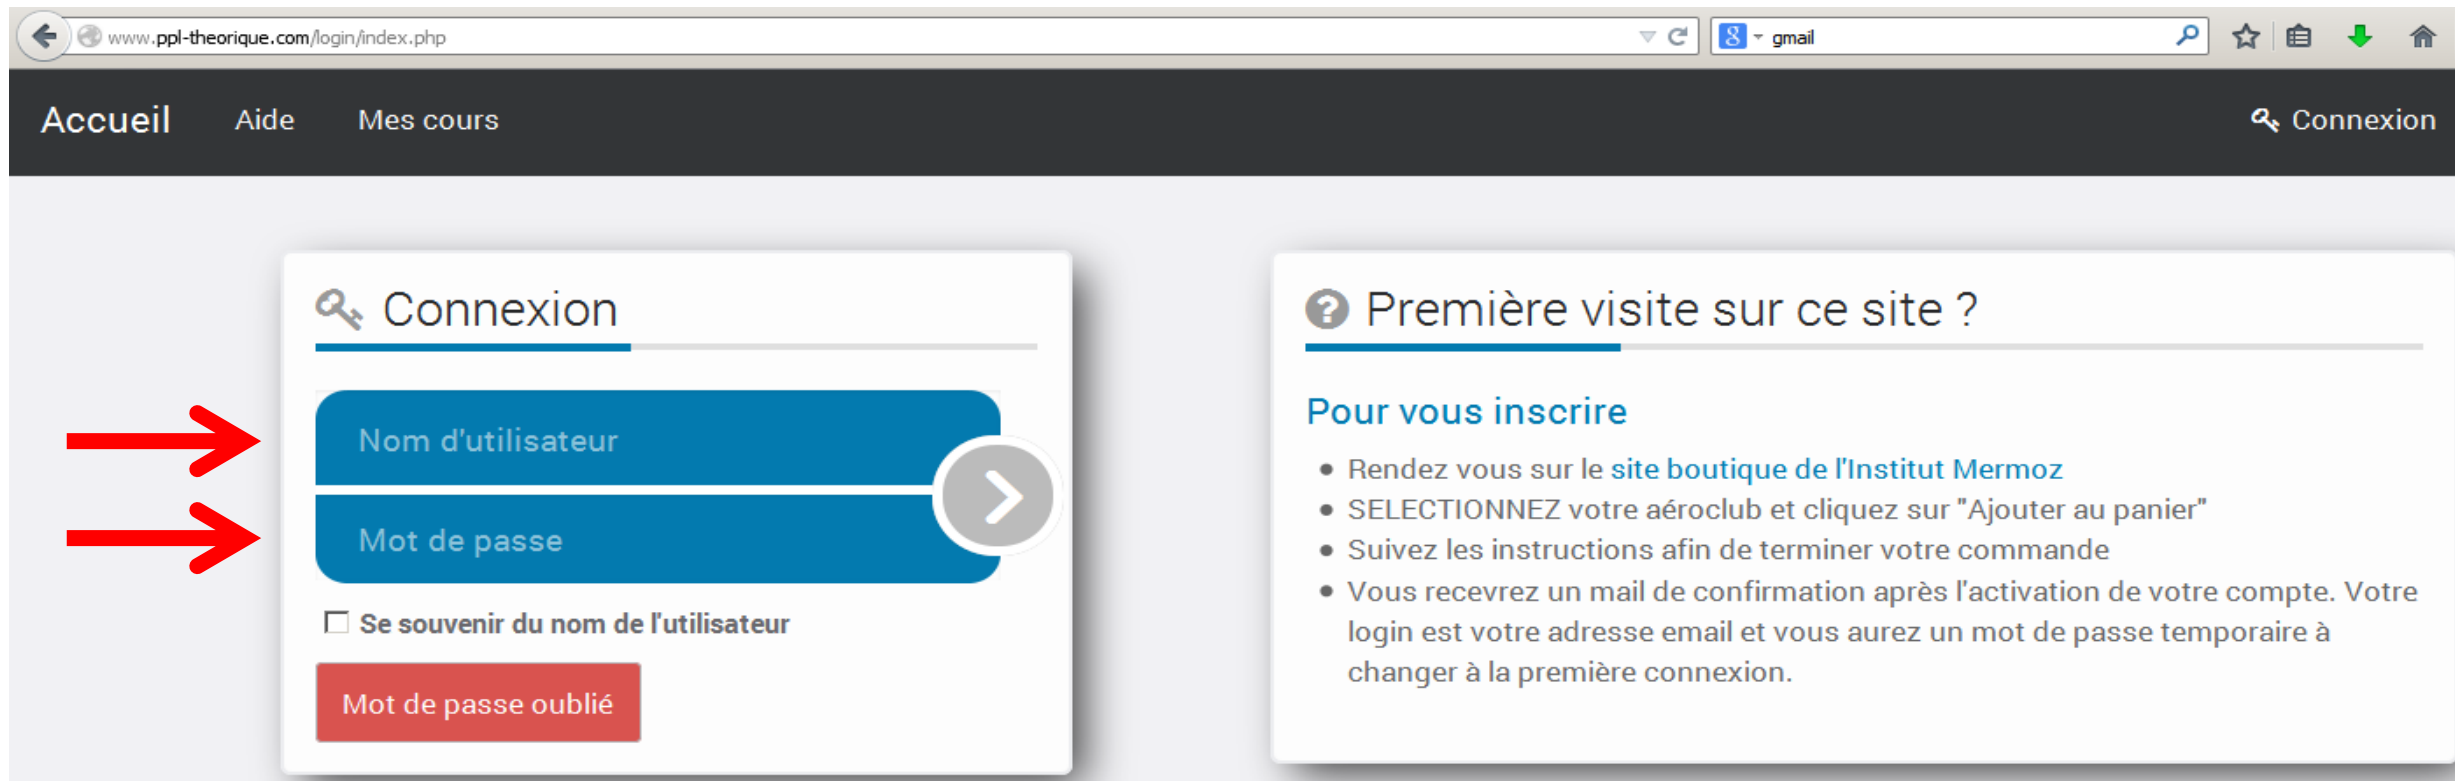 www.ppl-theorique.com/login/index.php
gmail
Accueil Aide Mes cours Connexion
Connexion
Nom d'utilisateur
Mot de passe
Se souvenir du nom de l'utilisateur
Mot de passe oublié
Première visite sur ce site ?
Pour vous inscrire
Rendez vous sur le site boutique de l'Institut Mermoz
SELECTIONNEZ votre aéroclub et cliquez sur "Ajouter au panier"
Suivez les instructions afin de terminer votre commande
Vous recevrez un mail de confirmation après l'activation de votre compte. Votre
login est votre adresse email et vous aurez un mot de passe temporaire à
changer à la première connexion.